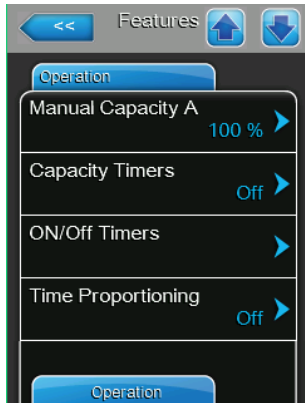 << Features
Operation
Manual Capacity A
100 %
Capacity Timers
Off
ON/Off Timers
Time Proportioning
Off
Operation